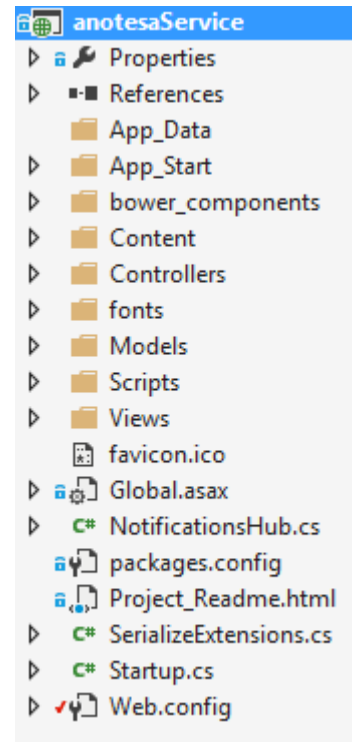 anotesaService
Properties
References
App_Data
App_Start
bower_components
Content
Controllers
fonts
Models
Scripts
Views
favicon.ico
Global.asax
C# NotificationsHub.cs
packages.config
Project_Readme.html
C# SerializeExtensions.cs
C# Startup.cs
Web.config